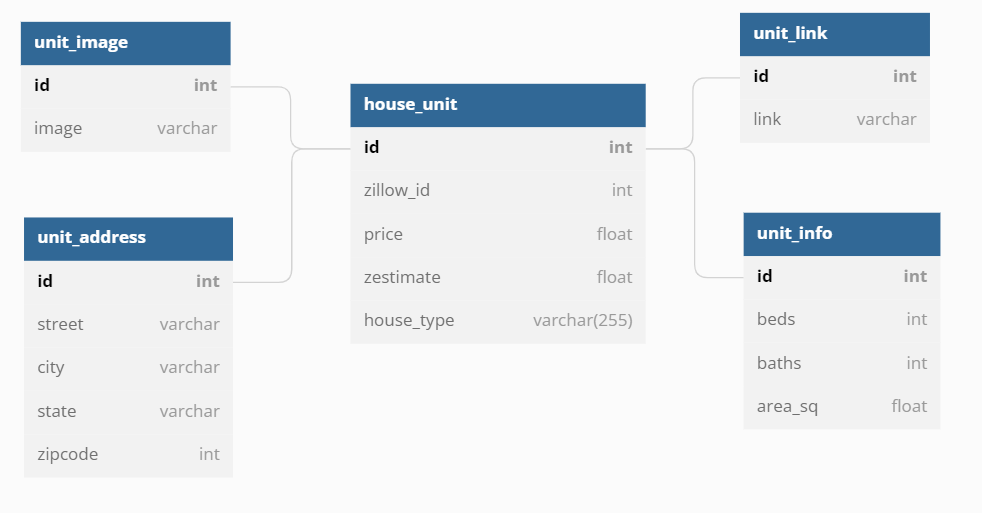 unit_image
id int
image varchar
unit_address
id int
street varchar
city varchar
state varchar
zipcode int
house_unit
id int
zillow_id int
price float
zestimate float
house_type varchar(255)
unit_link
id int
link varchar
unit_info
id int
beds int
baths int
area_sq float